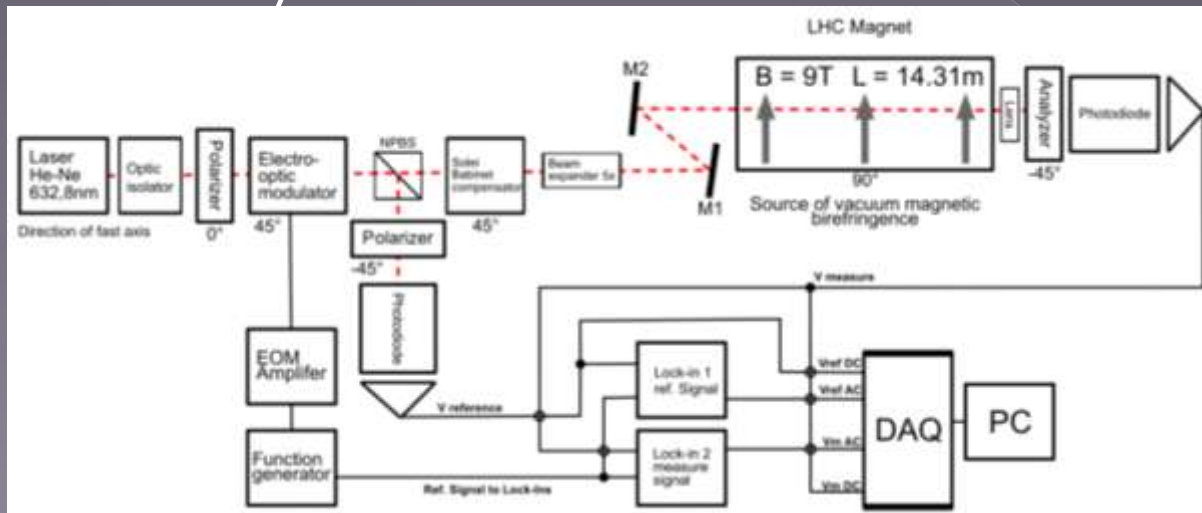 LHC Magnet
M2
B = 9T L = 14.31m
Lens
Analyzer
Photodiode
-45°
Laser
He-Ne
632,8nm
Optic
isolator
Polarizer
0°
Electro-
optic
modulator
45°
NPBS
Solei
Babinet
compensator
45°
Beam
expander 5x
M1
90°
Source of vacuum magnetic
birefringence
Direction of fast axis
Polarizer
-45°
Photodiode
V measure
EOM
Amplifer
Lock-in 1
ref. Signal
Vref DC
Vref AC
V reference
DAQ
PC
Function
generator
Lock-in 2
measure
signal
Vm AC
Vm DC
Ref. Signal to Lock-Ins